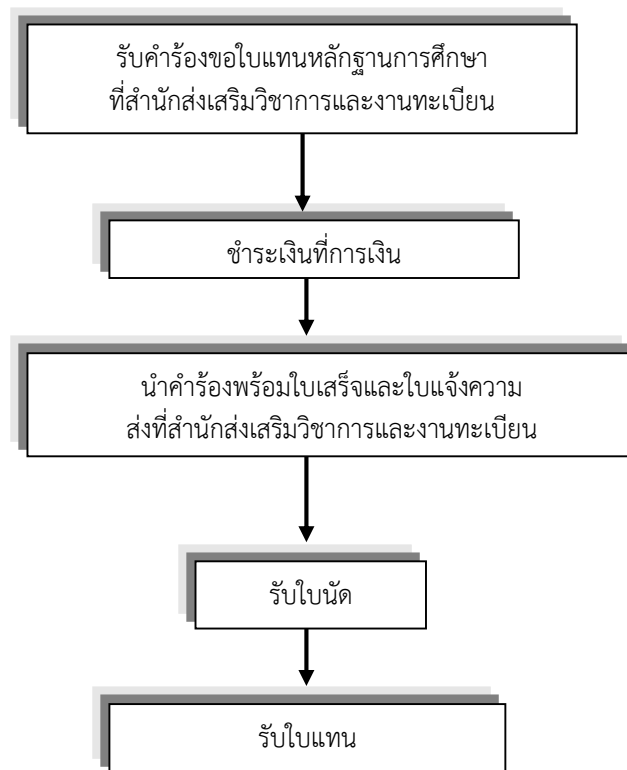 รับคำร้องขอใบแทนหลักฐานการศึกษา
ที่สำนักส่งเสริมวิชาการและงานทะเบียน
ชำระเงินที่การเงิน
นำคำร้องพร้อมใบเสร็จและใบแจ้งความ
ส่งที่สำนักส่งเสริมวิชาการและงานทะเบียน
รับใบนัด
รับใบแทน